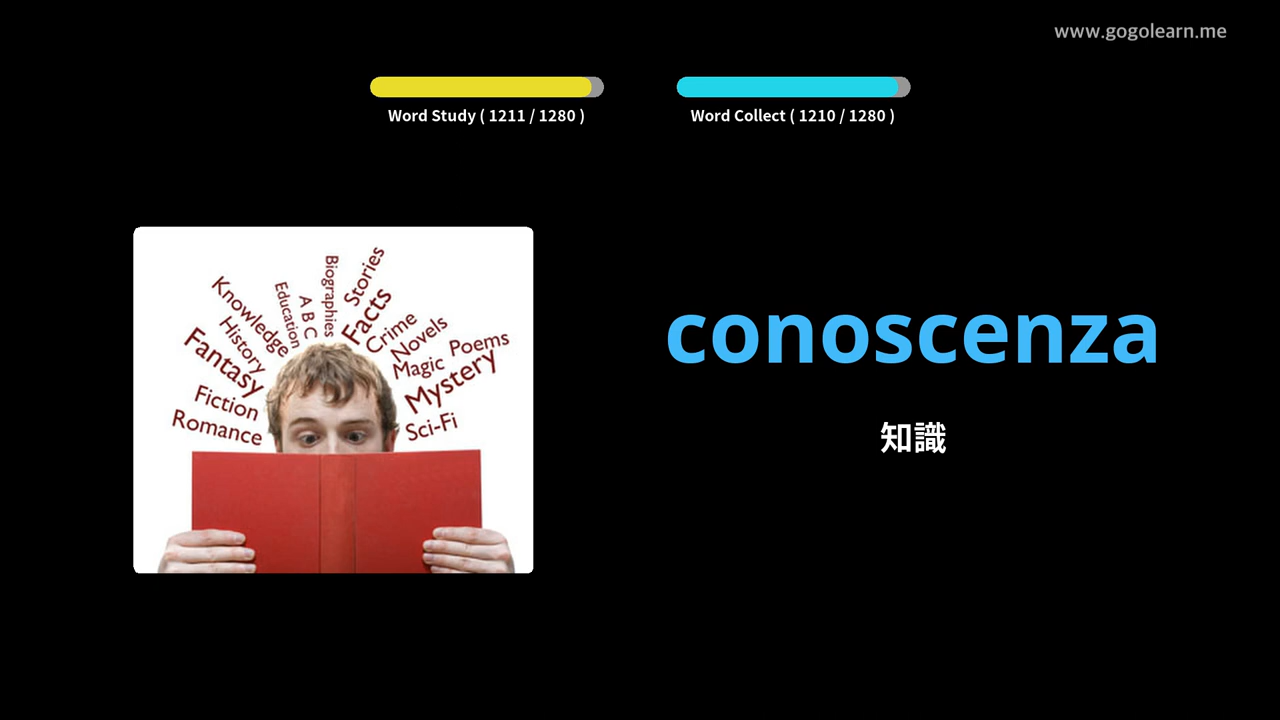 www.gogolearn.me
Word Study ( 1211 / 1280 )
Word Collect ( 1210 / 1280 )
Romance
Fiction
Fantasy
History
Knowledge
Education
A B C
Biographies
Stories
Facts
Crime
Novels
Magic
Poems
Mystery
Sci-Fi
conoscenza
知識